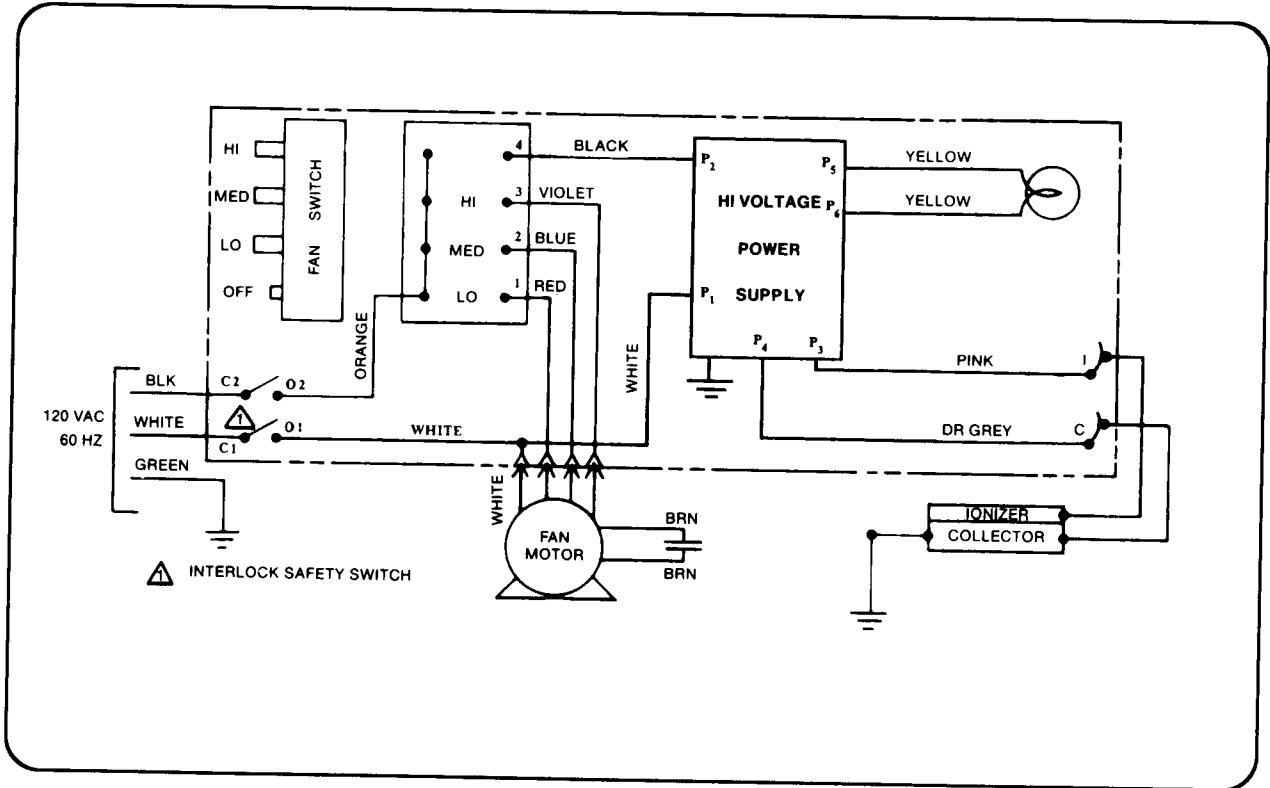 HI
MED
LO
OFF
FAN SWITCH
4
HI
3
MED
2
LO
1
BLACK
VIOLET
BLUE
RED
ORANGE
P2
P5
HI VOLTAGE
P6
POWER
P1
SUPPLY
P4
P3
YELLOW
YELLOW
WHITE
PINK
I
DR GREY
C
120 VAC
60 HZ
BLK
WHITE
GREEN
C2
O2
1
C1
O1
WHITE
WHITE
FAN
MOTOR
BRN
BRN
IONIZER
COLLECTOR
1 INTERLOCK SAFETY SWITCH